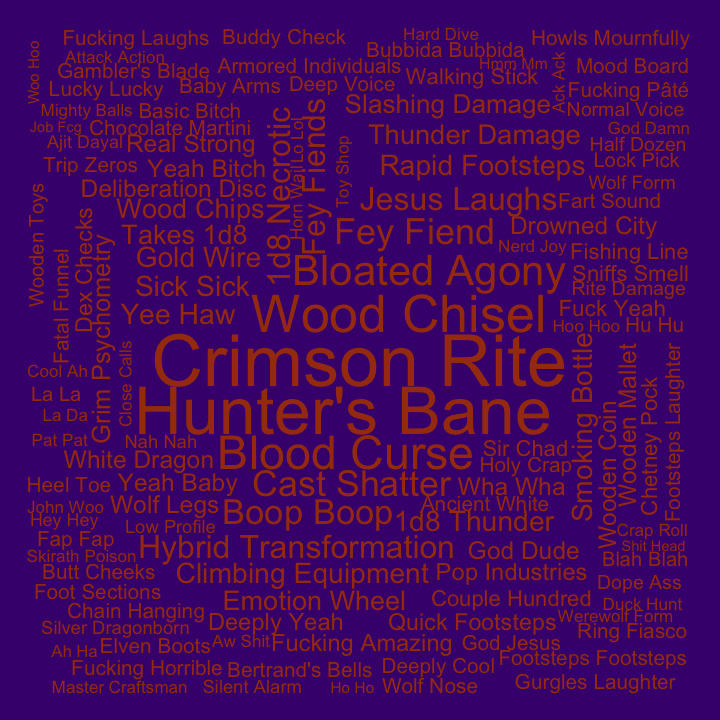 Fucking Laughs
Buddy Check
Hard Dive
Howls Mournfully
Woo Hoo
Attack Action
Bubbida Bubbida
Gambler's Blade
Armored Individuals
Hmm Mm
Ack Ack
Mood Board
Lucky Lucky
Baby Arms
Deep Voice
Walking Stick
Fucking Pâté
Mighty Balls
Basic Bitch
Slashing Damage
Normal Voice
Job Fcg
Chocolate Martini
1d8 Necrotic
Lo Lol
Fey Fiends
Thunder Damage
God Damn
Ajit Dayal
Real Strong
Horn Wail
Toy Shop
Half Dozen
Trip Zeros
Yeah Bitch
Rapid Footsteps
Lock Pick
Deliberation Disc
Jesus Laughs
Wolf Form
Wooden Toys
Wood Chips
Fart Sound
Dex Checks
Takes 1d8
Fey Fiend
Drowned City
Fatal Funnel
Gold Wire
Nerd Joy
Fishing Line
Grim Psychometry
Sick Sick
Bloated Agony
Sniffs Smell
Rite Damage
Yee Haw
Wood Chisel
Fuck Yeah
Hoo Hoo
Hu Hu
Close Calls
Crimson Rite
Smoking Bottle
Wooden Mallet
Footsteps Laughter
Cool Ah
La La
Hunter's Bane
Wooden Coin
Chetney Pock
La Da
Pat Pat
Nah Nah
White Dragon
Blood Curse
Sir Chad
Holy Crap
Heel Toe
Yeah Baby
Cast Shatter
Wha Wha
John Woo
Wolf Legs
Boop Boop
Ancient White
Hey Hey
Low Profile
1d8 Thunder
Crap Roll
Fap Fap
Hybrid Transformation
God Dude
Shit Head
Skirath Poison
Blah Blah
Butt Cheeks
Climbing Equipment
Pop Industries
Dope Ass
Foot Sections
Emotion Wheel
Couple Hundred
Duck Hunt
Chain Hanging
Deeply Yeah
Quick Footsteps
Werewolf Form
Silver Dragonborn
Ring Fiasco
Ah Ha
Elven Boots
Aw Shit
Fucking Amazing
God Jesus
Fucking Horrible
Bertrand's Bells
Deeply Cool
Footsteps Footsteps
Master Craftsman
Silent Alarm
Ho Ho
Wolf Nose
Gurgles Laughter